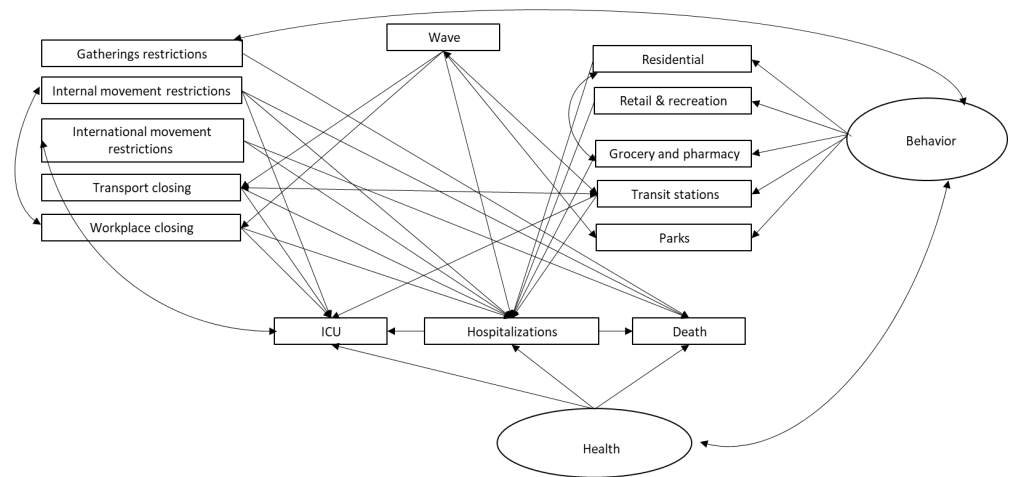 Wave
Gatherings restrictions
Internal movement restrictions
International movement
restrictions
Transport closing
Workplace closing
Residential
Retail & recreation
Grocery and pharmacy
Transit stations
Parks
Behavior
ICU
Hospitalizations
Death
Health